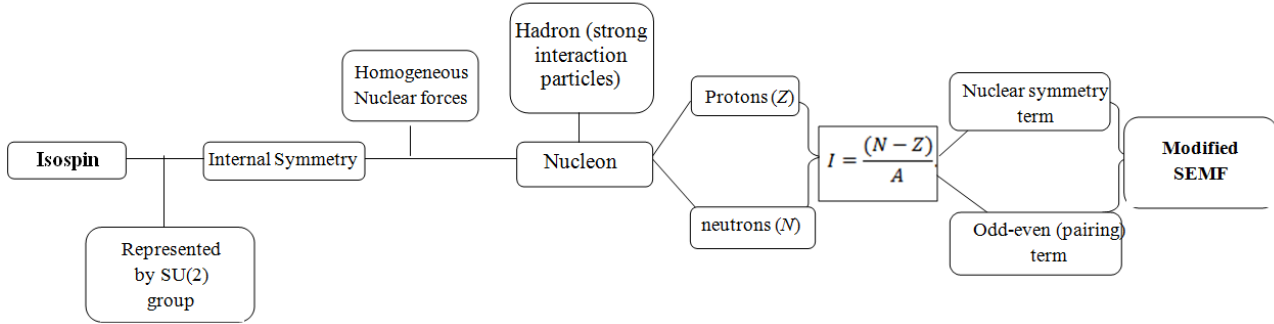 Isospin
Represented
by SU(2)
group
Internal Symmetry
Homogeneous
Nuclear forces
Hadron (strong
interaction
particles)
Nucleon
Protons (Z)
neutrons (N)
I = (N − Z) / A .
Nuclear symmetry
term
Odd-even (pairing)
term
Modified
SEMF